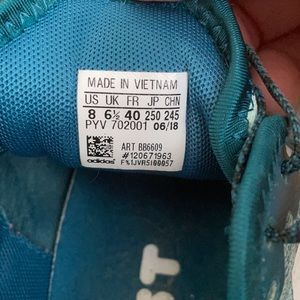 MADE IN VIETNAM
US UK FR JP CHN
8 6½ 40 250 245
PYV 702001 06/18
ART BB6609
#120671963
adidas